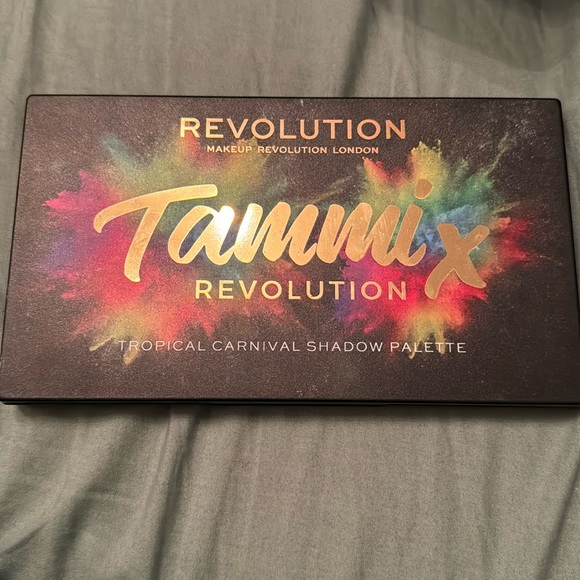 REVOLUTION
MAKEUP REVOLUTION LONDON
Tammi x
REVOLUTION
TROPICAL CARNIVAL SHADOW PALETTE